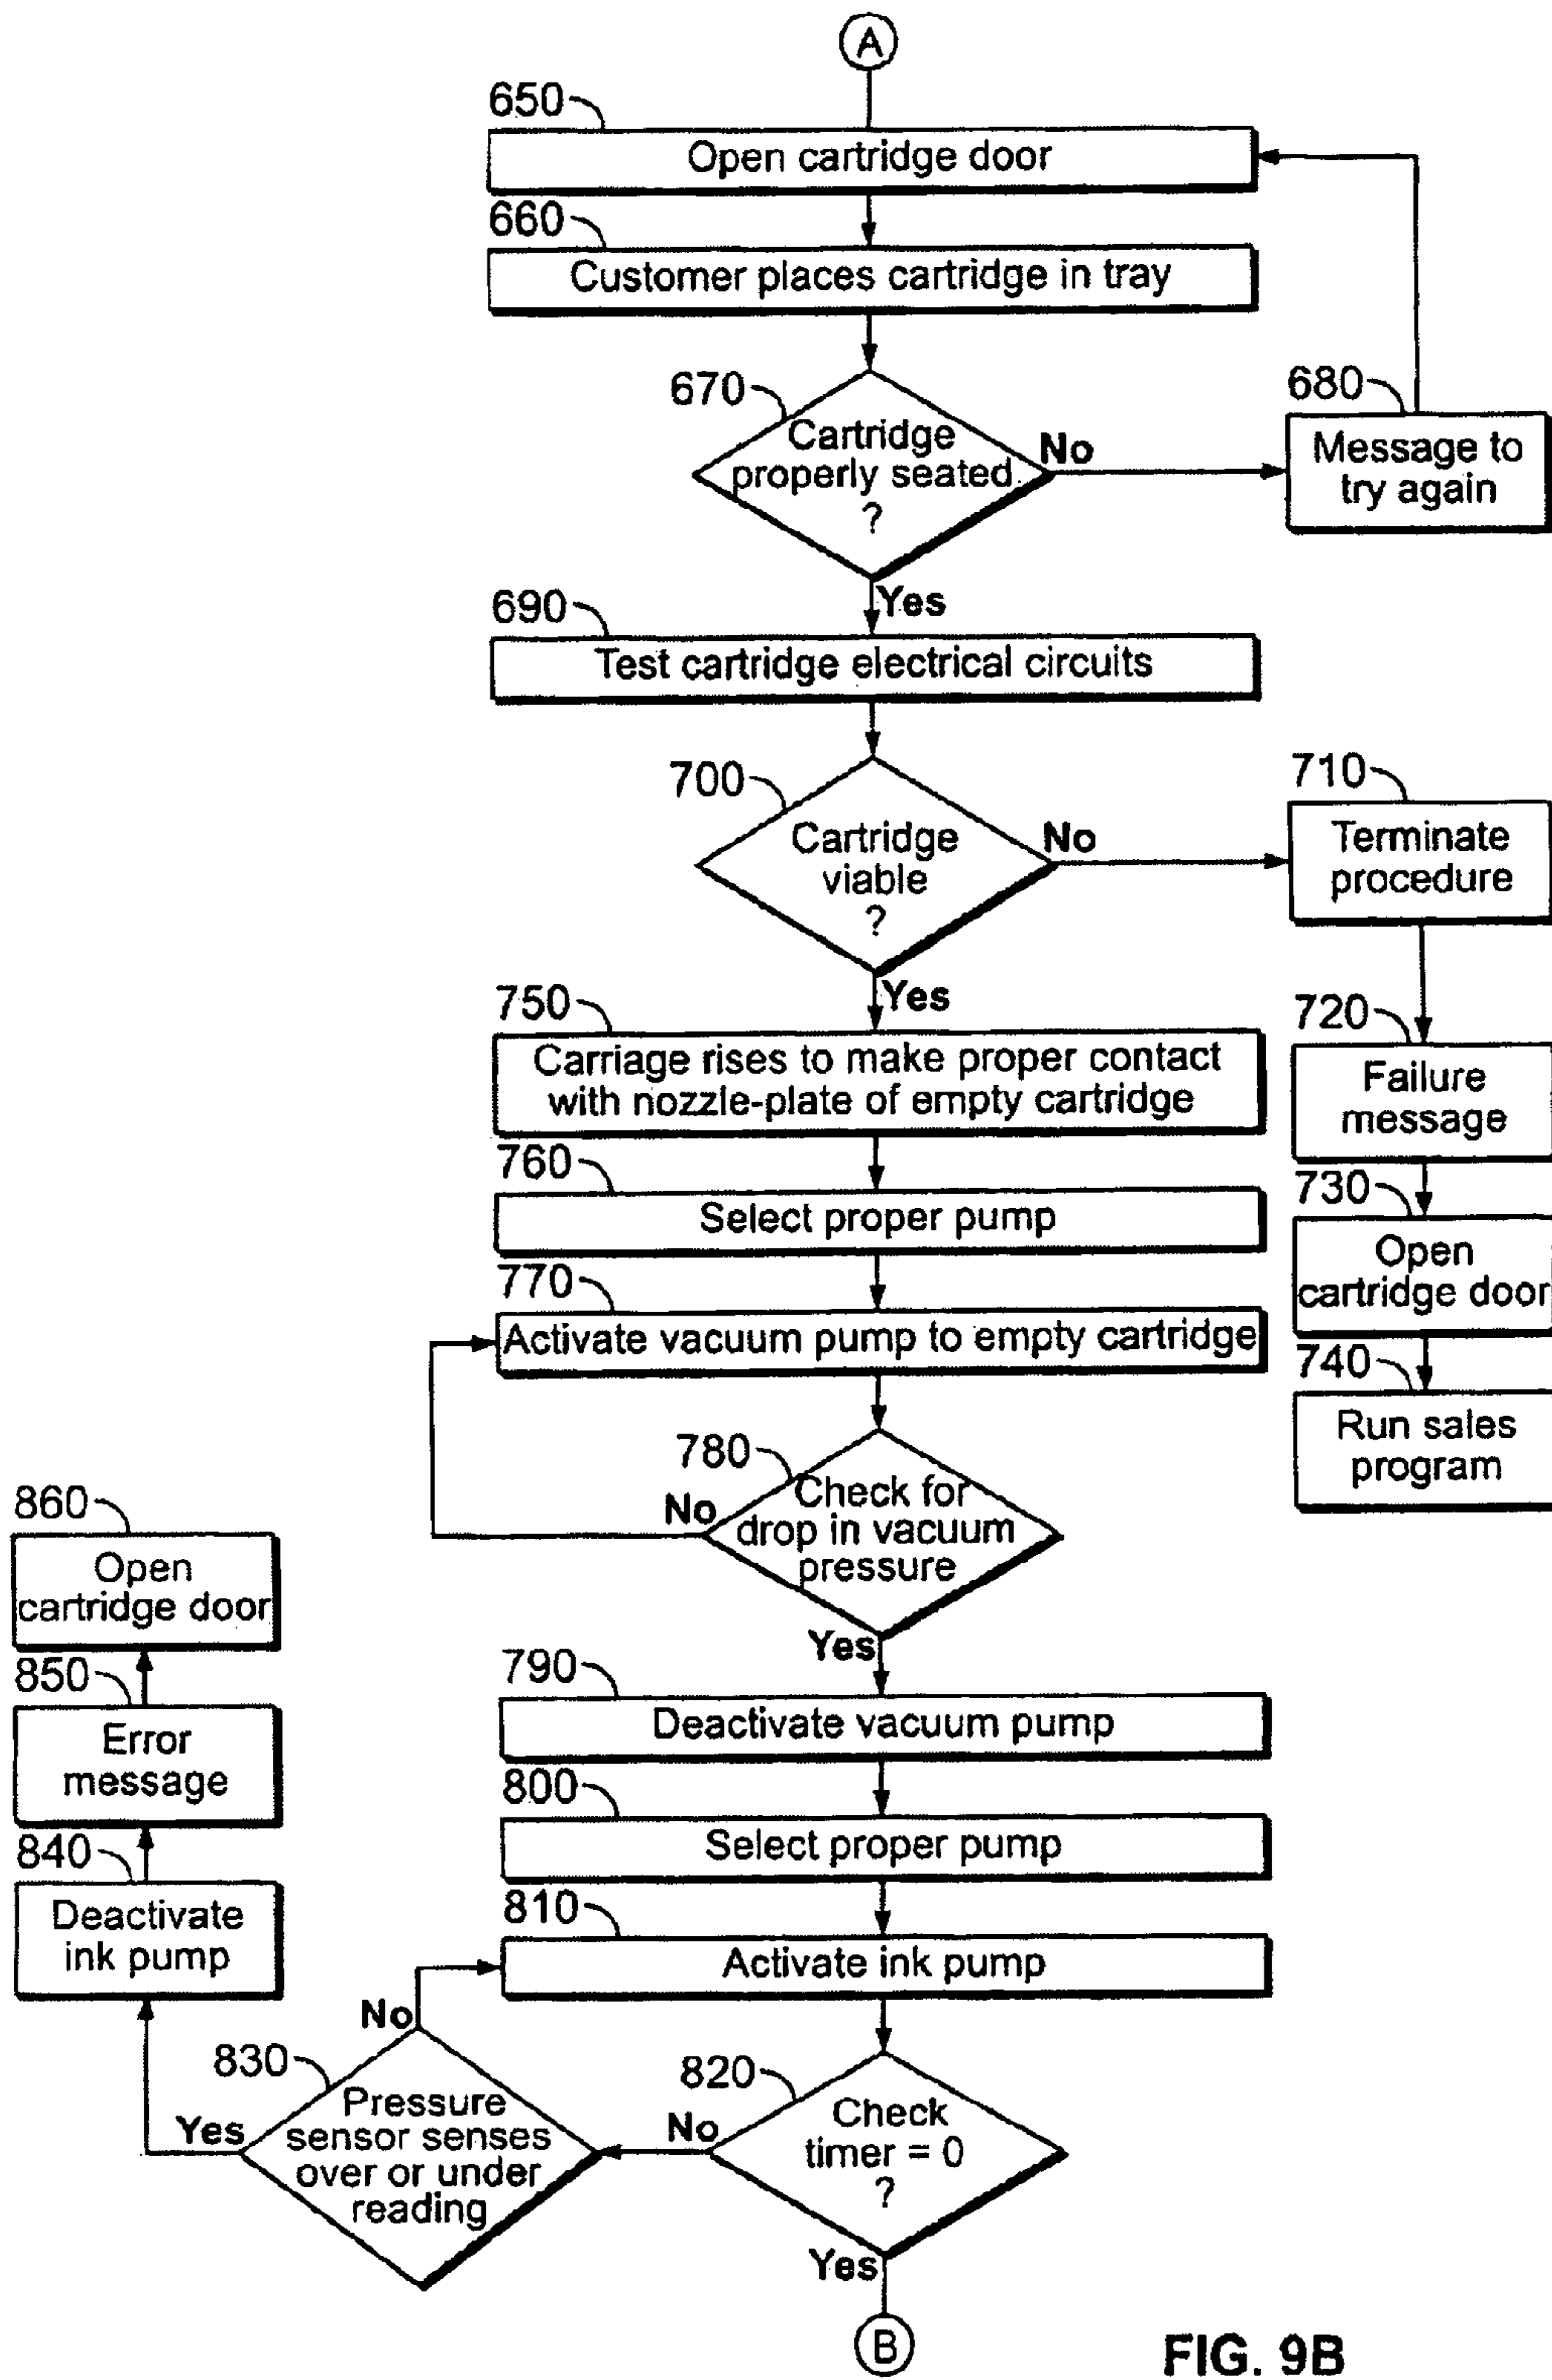 A
650
Open cartridge door
660
Customer places cartridge in tray
670
Cartridge
properly seated
?
No
680
Message to
try again
Yes
690
Test cartridge electrical circuits
700
Cartridge
viable
?
No
710
Terminate
procedure
Yes
720
Failure
message
730
Open
cartridge door
740
Run sales
program
750
Carriage rises to make proper contact
with nozzle-plate of empty cartridge
760
Select proper pump
770
Activate vacuum pump to empty cartridge
780
Check for
drop in vacuum
pressure
No
Yes
790
Deactivate vacuum pump
800
Select proper pump
810
Activate ink pump
820
Check
timer = 0
?
No
Yes
830
Pressure
sensor senses
over or under
reading
No
Yes
840
Deactivate
ink pump
850
Error
message
860
Open
cartridge door
B
FIG. 9B